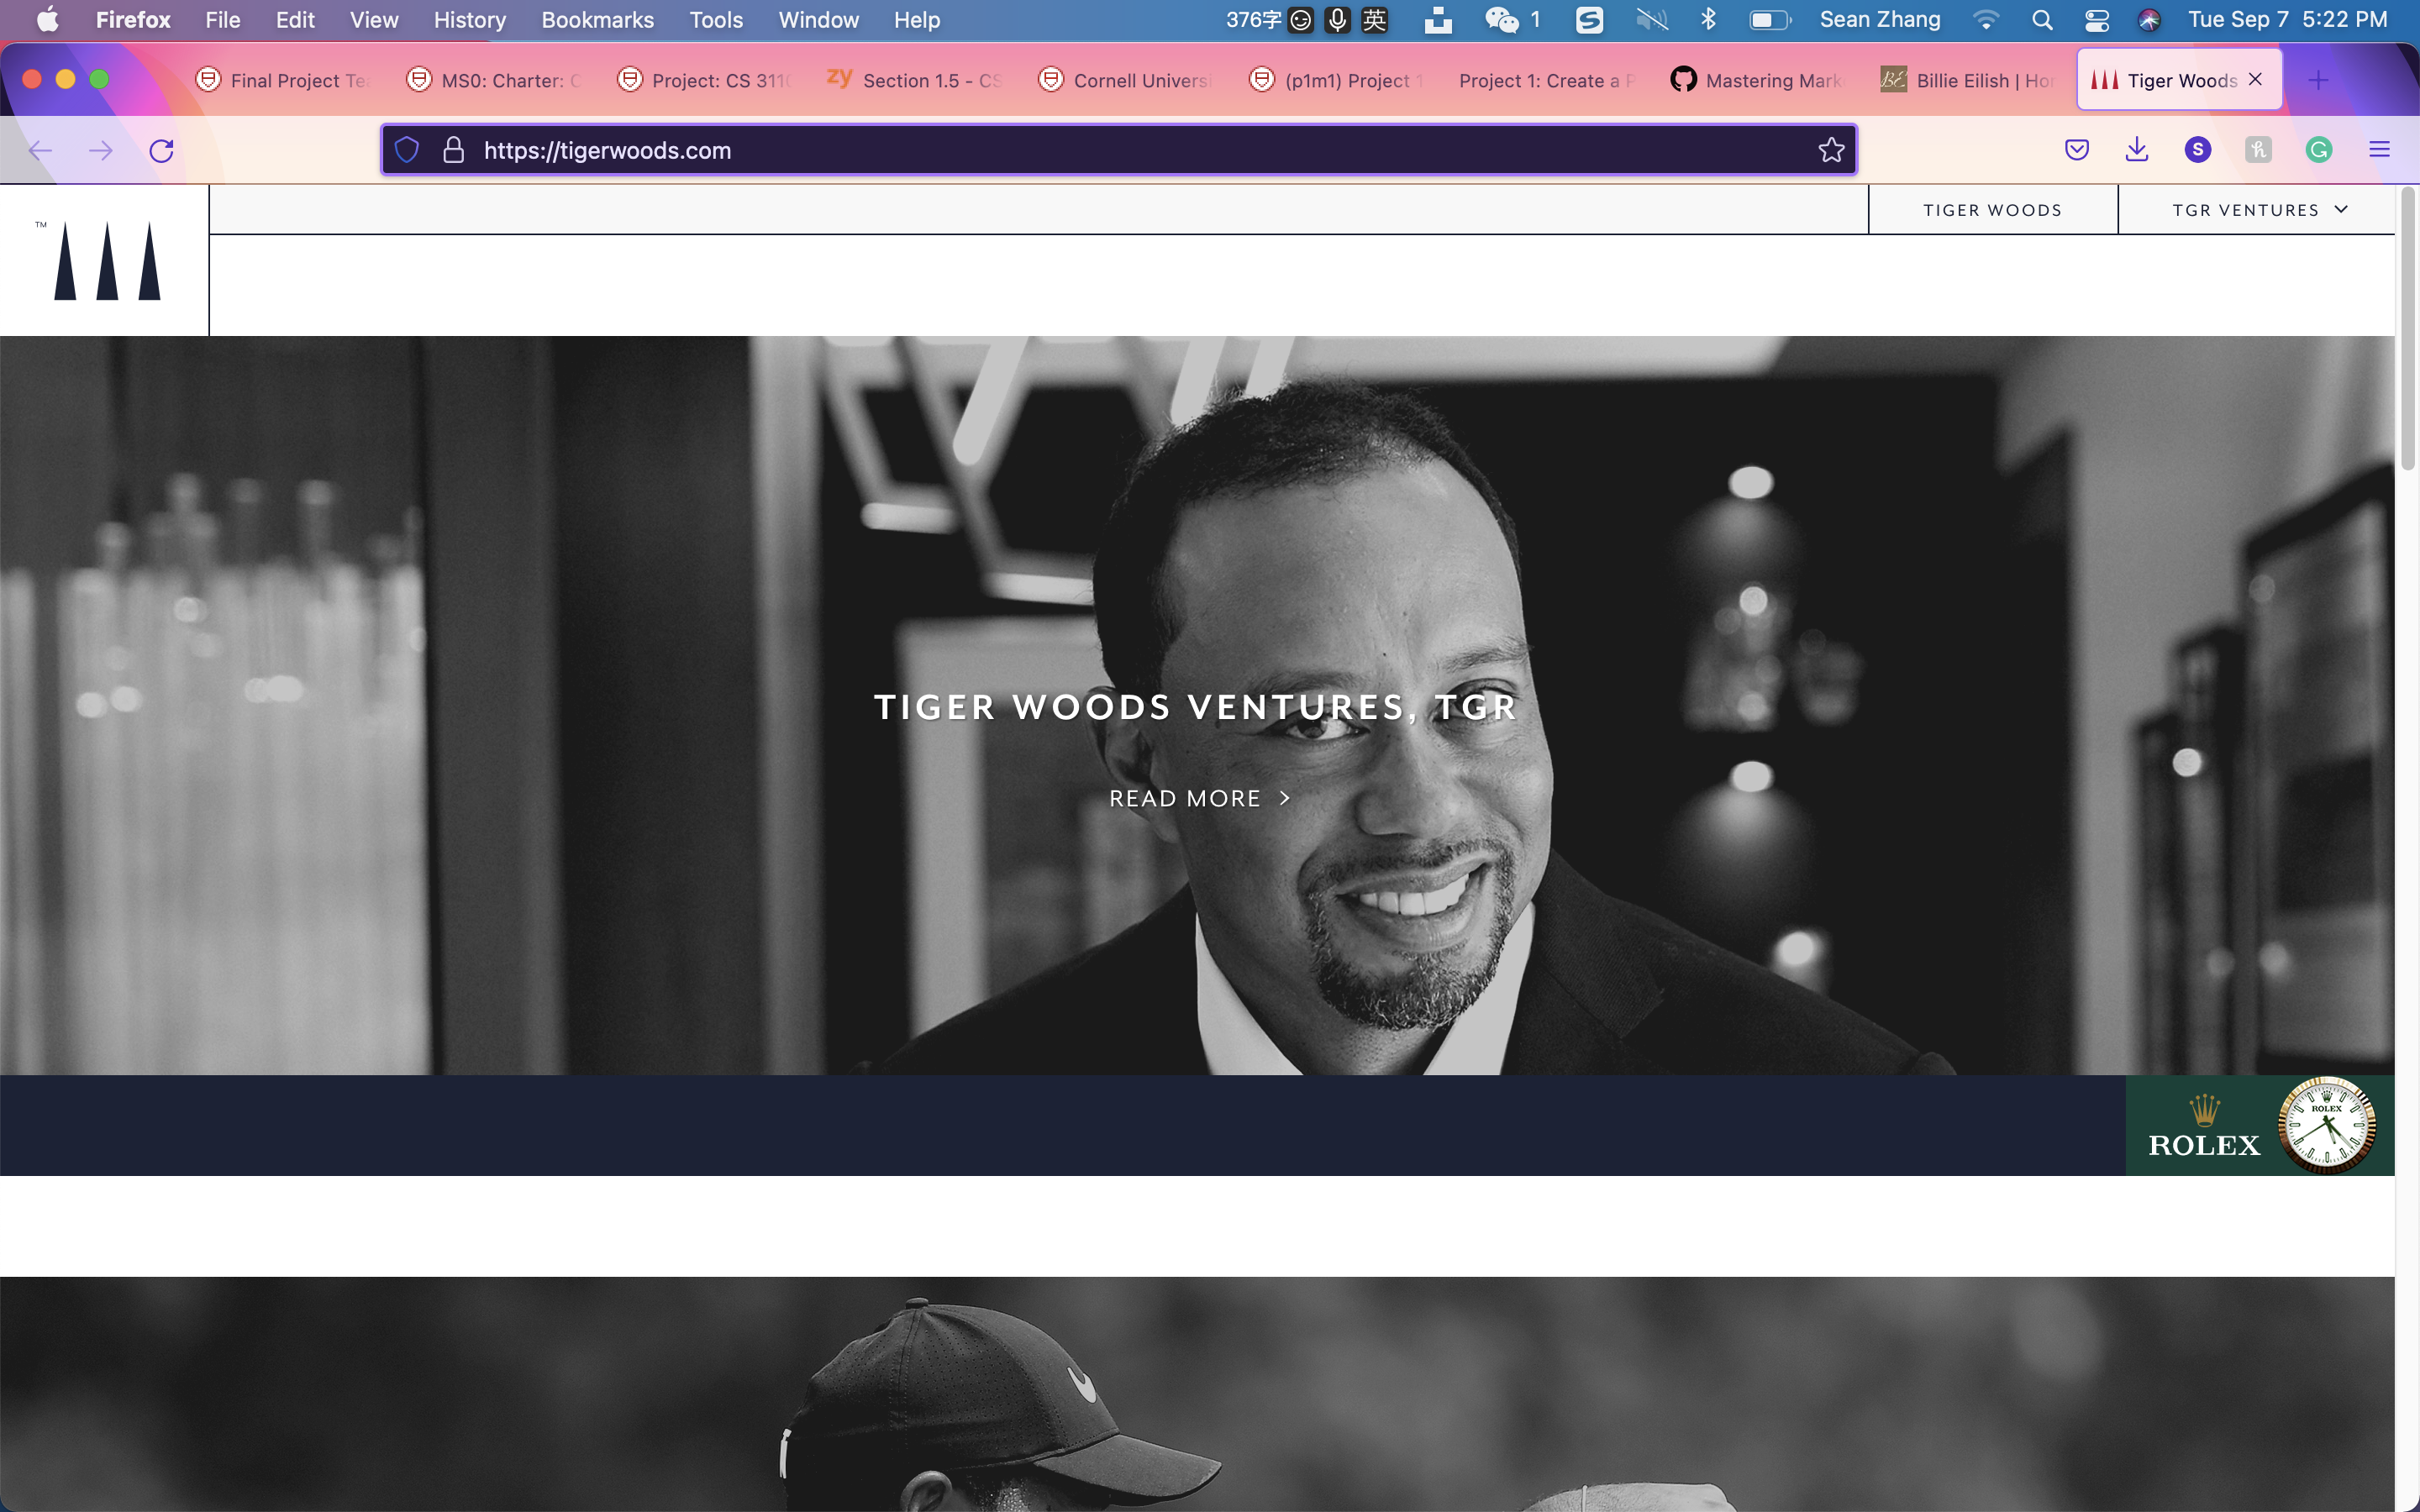 Firefox File Edit View History Bookmarks Tools Window Help 376字 英 1 Sean Zhang Tue Sep 7 5:22 PM
Final Project Te MS0: Charter: C Project: CS 311 zy Section 1.5 - CS Cornell Univers (p1m1) Project 1 Project 1: Create a P Mastering Mark BE Billie Eilish | Ho Tiger Woods
https://tigerwoods.com S h G
TM
TIGER WOODS TGR VENTURES
TIGER WOODS VENTURES, TGR
READ MORE >
ROLEX
ROLEX